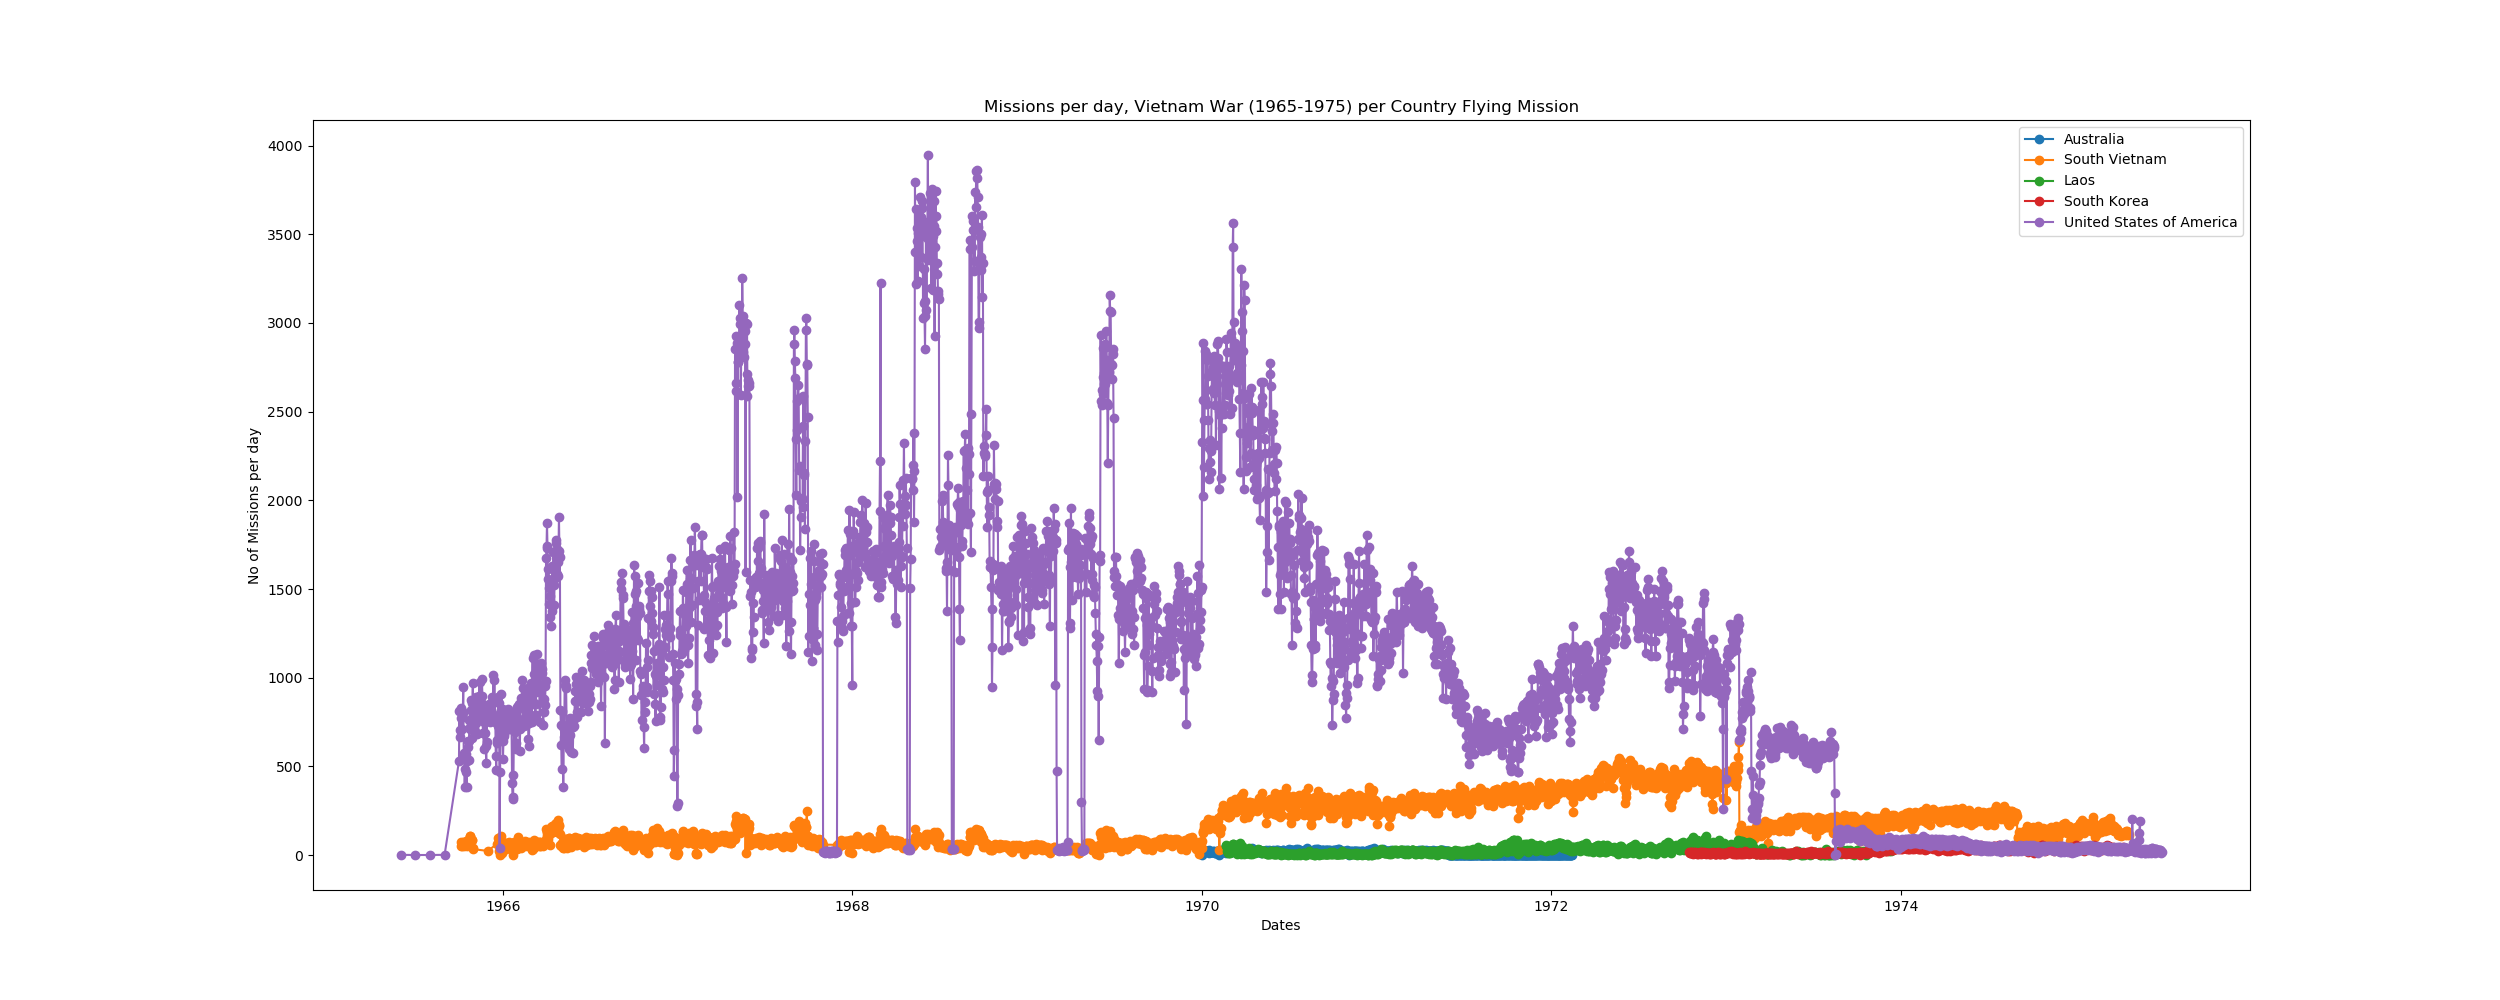 Missions per day, Vietnam War (1965-1975) per Country Flying Mission
Australia
South Vietnam
Laos
South Korea
United States of America
No of Missions per day
4000
3500
3000
2500
2000
1500
1000
500
0
1966
1968
1970
1972
1974
Dates